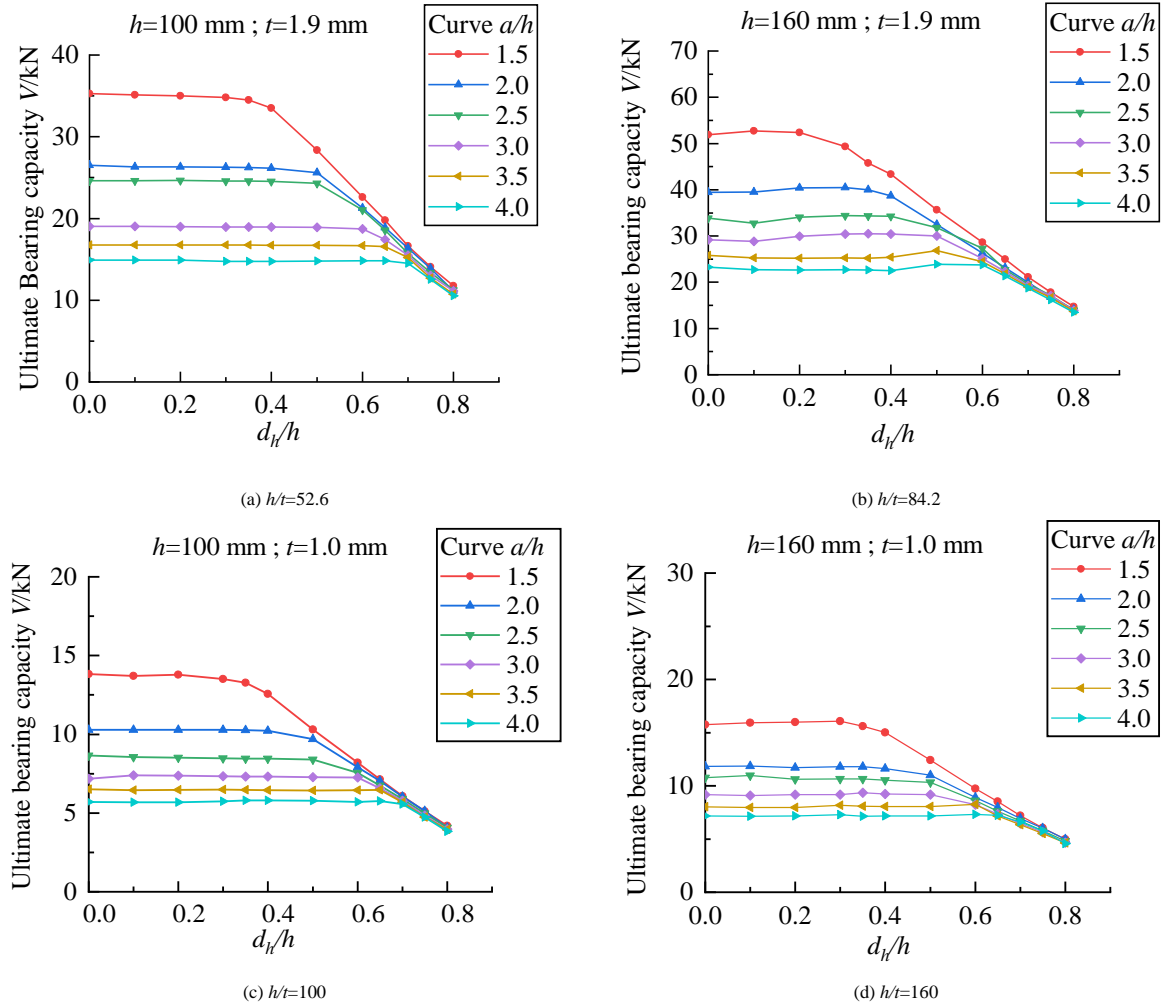 h=100 mm ; t=1.9 mm
Curve a/h
1.5
2.0
2.5
3.0
3.5
4.0
Ultimate Bearing capacity V/kN
40
30
20
10
0
0.0 0.2 0.4 0.6 0.8
d_h/h
(a) h/t=52.6
h=160 mm ; t=1.9 mm
Curve a/h
1.5
2.0
2.5
3.0
3.5
4.0
Ultimate bearing capacity V/kN
70
60
50
40
30
20
10
0
0.0 0.2 0.4 0.6 0.8
d_h/h
(b) h/t=84.2
h=100 mm ; t=1.0 mm
Curve a/h
1.5
2.0
2.5
3.0
3.5
4.0
Ultimate bearing capacity V/kN
20
15
10
5
0
0.0 0.2 0.4 0.6 0.8
d_h/h
(c) h/t=100
h=160 mm ; t=1.0 mm
Curve a/h
1.5
2.0
2.5
3.0
3.5
4.0
Ultimate bearing capacity V/kN
30
20
10
0
0.0 0.2 0.4 0.6 0.8
d_h/h
(d) h/t=160